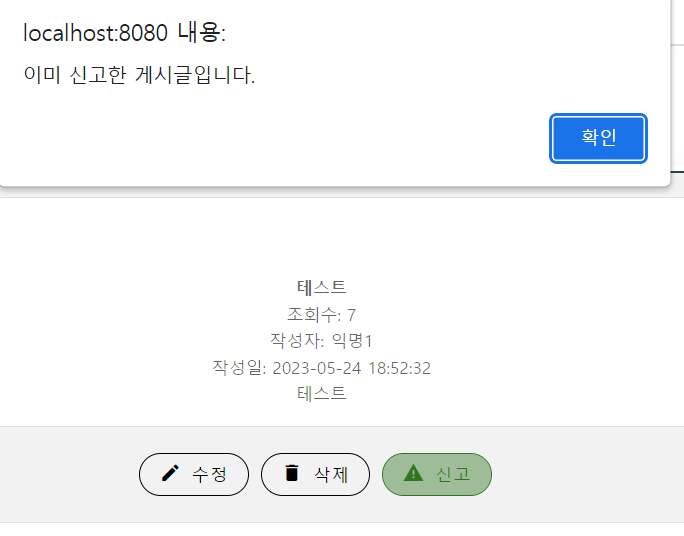 localhost:8080 내용:
이미 신고한 게시글입니다.
확인
테스트
조회수: 7
작성자: 익명1
작성일: 2023-05-24 18:52:32
테스트
수정 삭제 신고